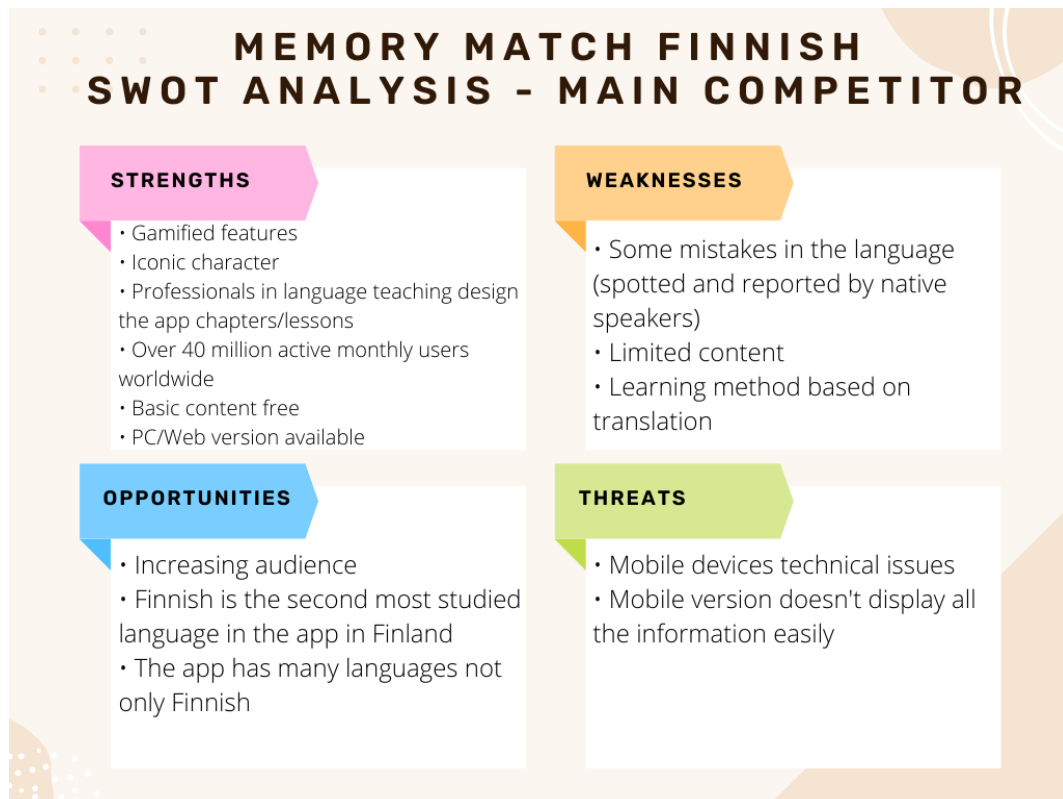 MEMORY MATCH FINNISH
SWOT ANALYSIS - MAIN COMPETITOR
STRENGTHS
• Gamified features
• Iconic character
• Professionals in language teaching design
the app chapters/lessons
• Over 40 million active monthly users
worldwide
• Basic content free
• PC/Web version available
WEAKNESSES
• Some mistakes in the language
(spotted and reported by native
speakers)
• Limited content
• Learning method based on
translation
OPPORTUNITIES
• Increasing audience
• Finnish is the second most studied
language in the app in Finland
• The app has many languages not
only Finnish
THREATS
• Mobile devices technical issues
• Mobile version doesn't display all
the information easily